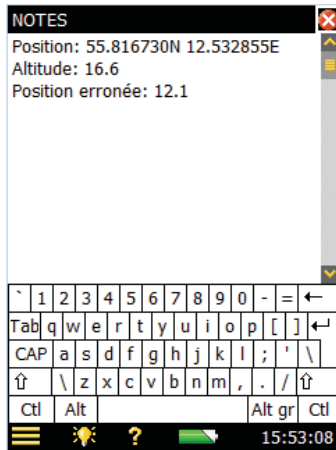 NOTES
Position: 55.816730N 12.532855E
Altitude: 16.6
Position erronée: 12.1
` 1 2 3 4 5 6 7 8 9 0 - = ←
Tab q w e r t y u i o p [ ] ↵
CAP a s d f g h j k l ; ' \
⇧ \ z x c v b n m , . / ⇧
Ctl Alt Alt gr Ctl
? 15:53:08